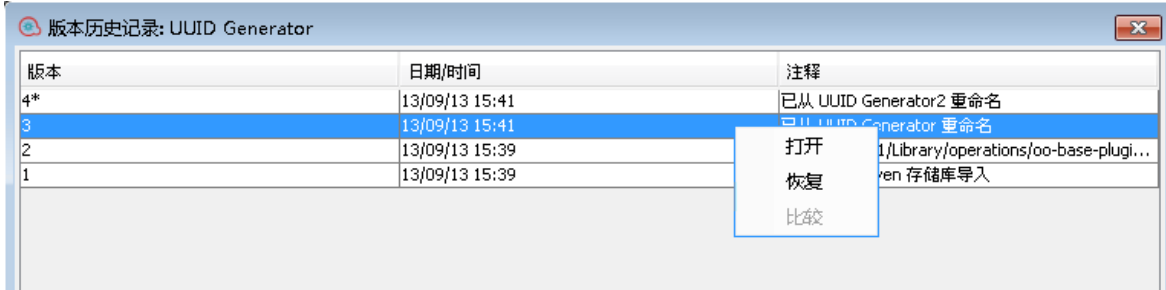 版本历史记录: UUID Generator
版本 日期/时间 注释
4* 13/09/13 15:41 已从 UUID Generator2 重命名
3 13/09/13 15:41 已从 UUID Generator 重命名
打开
2 13/09/13 15:39 1/Library/operations/oo-base-plugi...
恢复
1 13/09/13 15:39 ven 存储库导入
比较